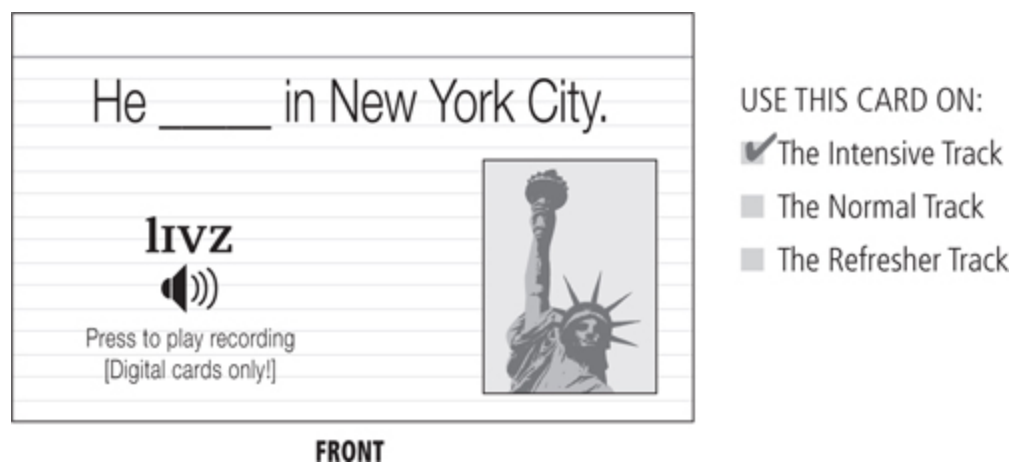 He ____ in New York City.
lɪvz
Press to play recording
[Digital cards only!]
FRONT
USE THIS CARD ON:
The Intensive Track
The Normal Track
The Refresher Track